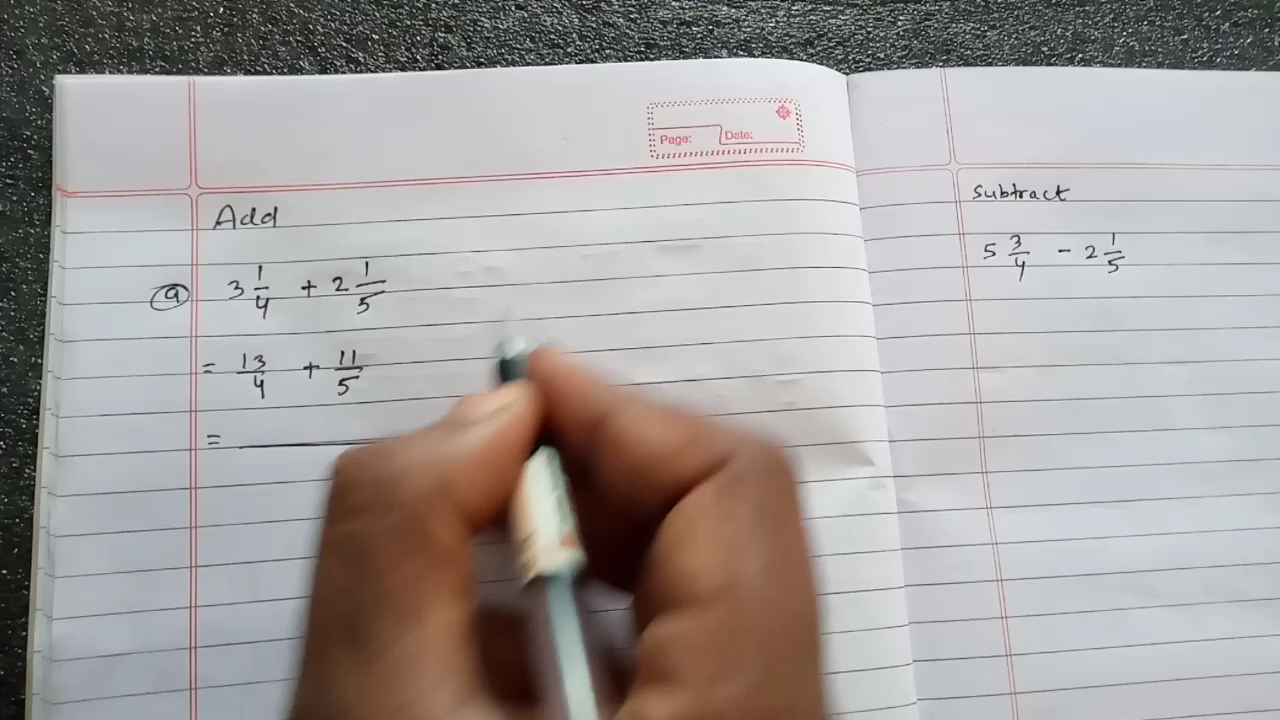 Page: Date:
Add
a 3 1/4 + 2 1/5
= 13/4 + 11/5
=
Subtract
5 3/4 - 2 1/5